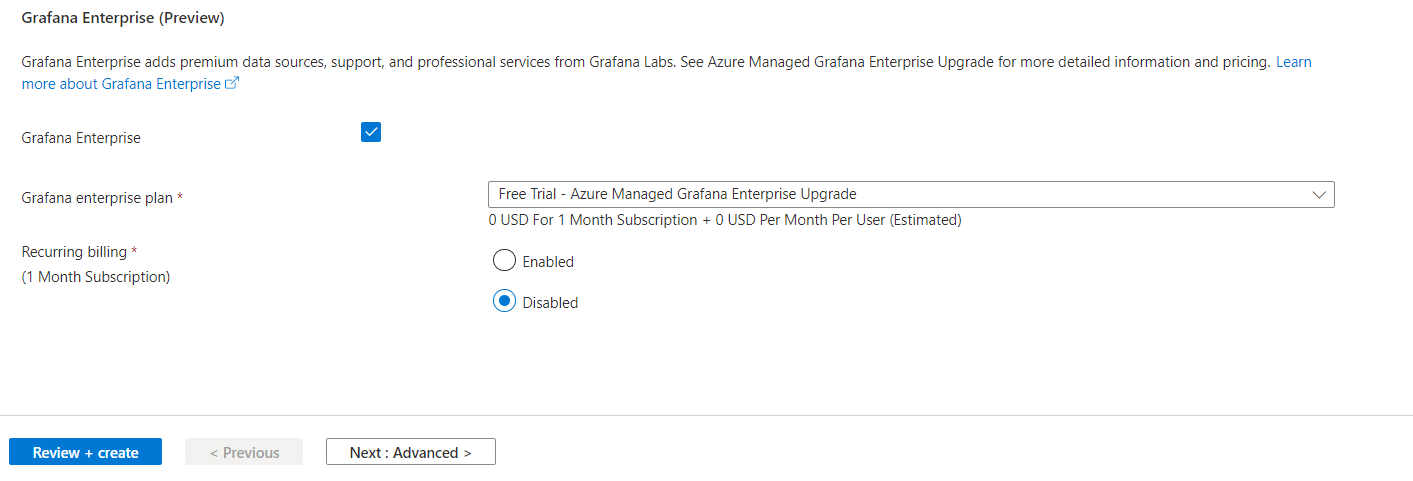 Grafana Enterprise (Preview)
Grafana Enterprise adds premium data sources, support, and professional services from Grafana Labs. See Azure Managed Grafana Enterprise Upgrade for more detailed information and pricing. Learn
more about Grafana Enterprise
Grafana Enterprise
Grafana enterprise plan *
Free Trial - Azure Managed Grafana Enterprise Upgrade
0 USD For 1 Month Subscription + 0 USD Per Month Per User (Estimated)
Recurring billing *
(1 Month Subscription)
Enabled
Disabled
Review + create
< Previous
Next : Advanced >